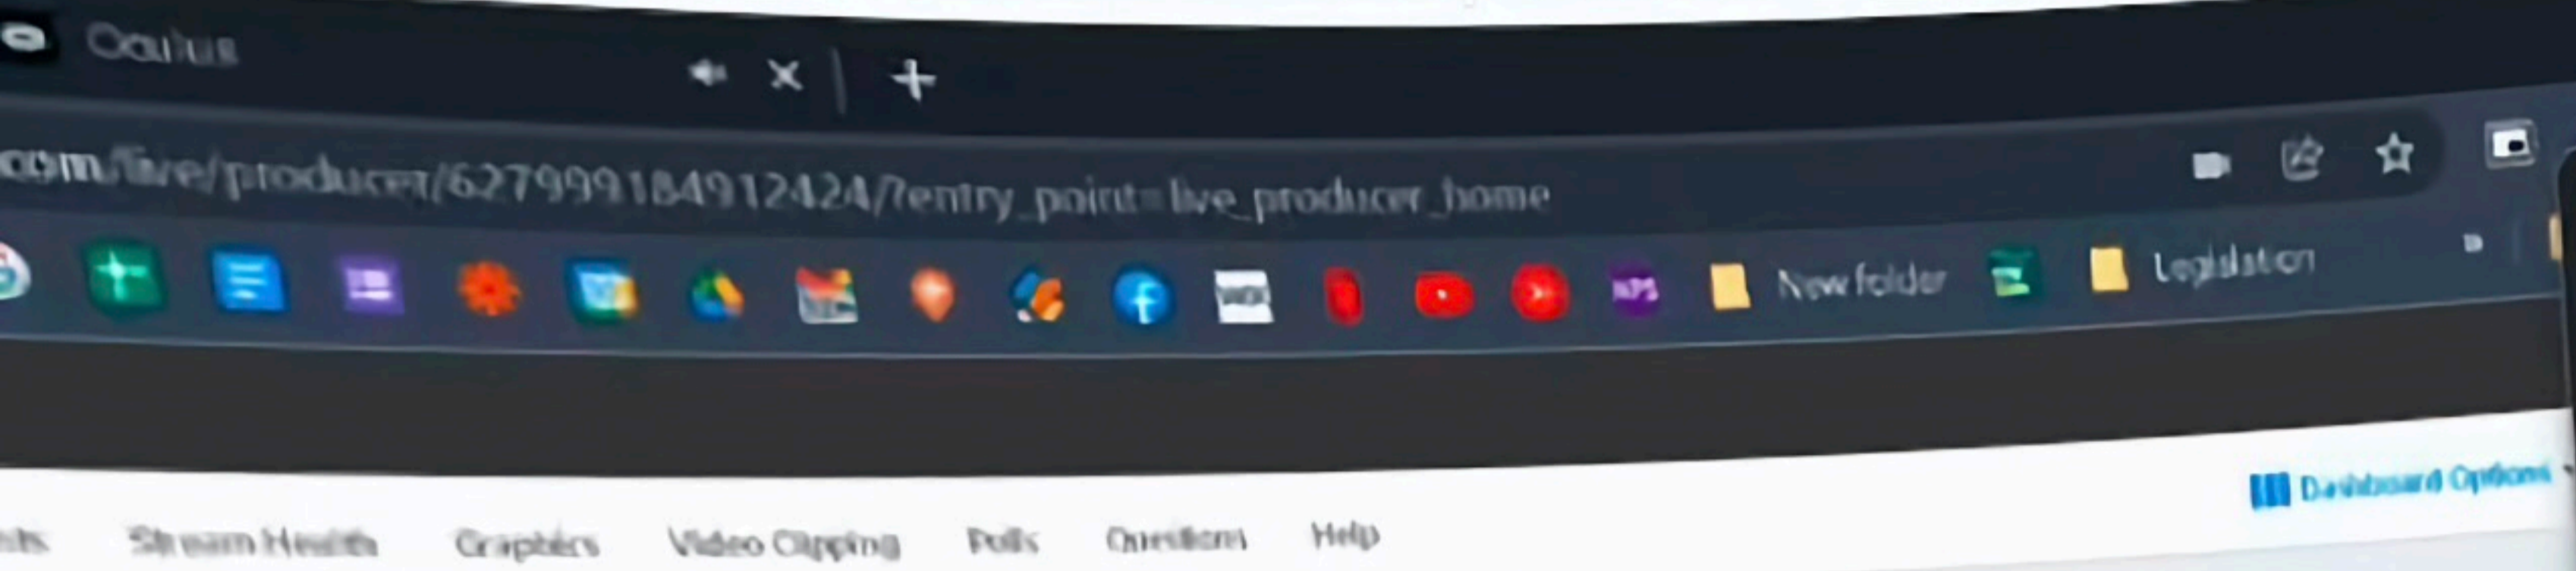 Oculus
com/live/producer/627999184912424/?entry_point=live_producer_home
APS New folder Legislation
Dashboard Options
Stream Health Graphics Video Clipping Polls Questions Help